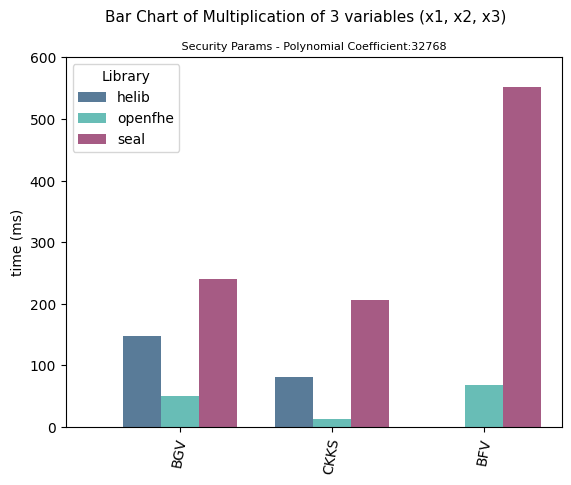 Bar Chart of Multiplication of 3 variables (x1, x2, x3)
Security Params - Polynomial Coefficient:32768
600
500
400
300
200
100
0
time (ms)
Library
helib
openfhe
seal
BGV
CKKS
BFV